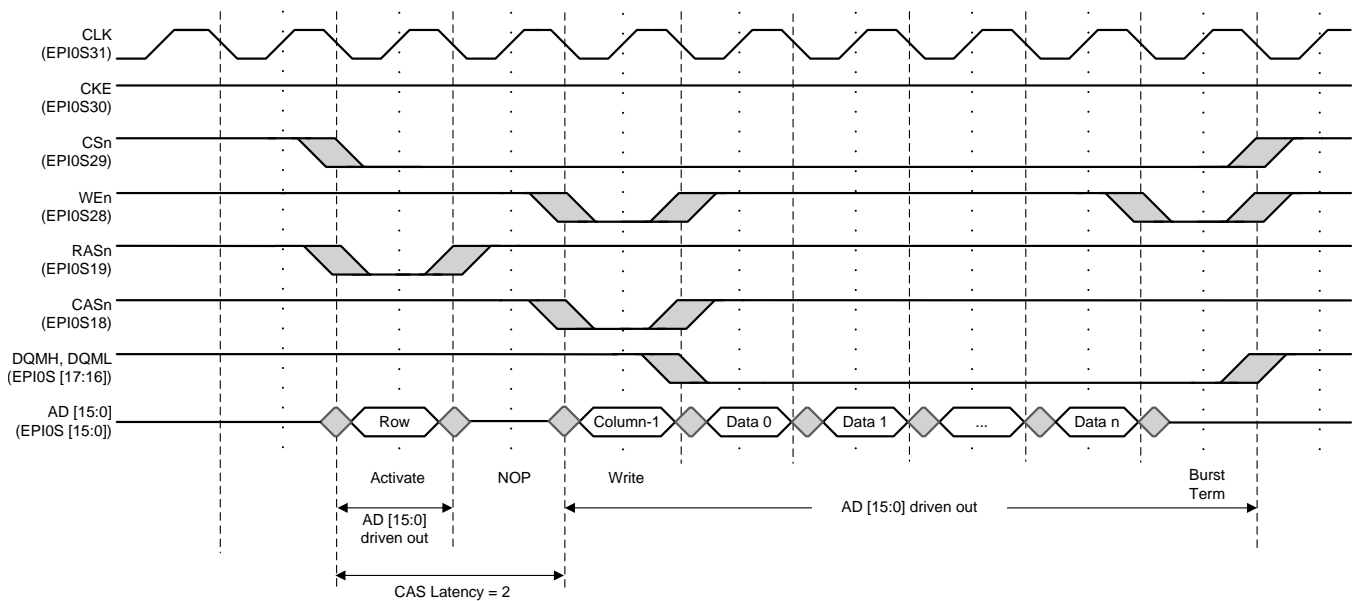 CLK
(EPI0S31)
CKE
(EPI0S30)
CSn
(EPI0S29)
WEn
(EPI0S28)
RASn
(EPI0S19)
CASn
(EPI0S18)
DQMH, DQML
(EPI0S [17:16])
AD [15:0]
(EPI0S [15:0])
Row
Column-1
Data 0
Data 1
...
Data n
Activate
NOP
Write
Burst
Term
AD [15:0]
driven out
AD [15:0] driven out
CAS Latency = 2